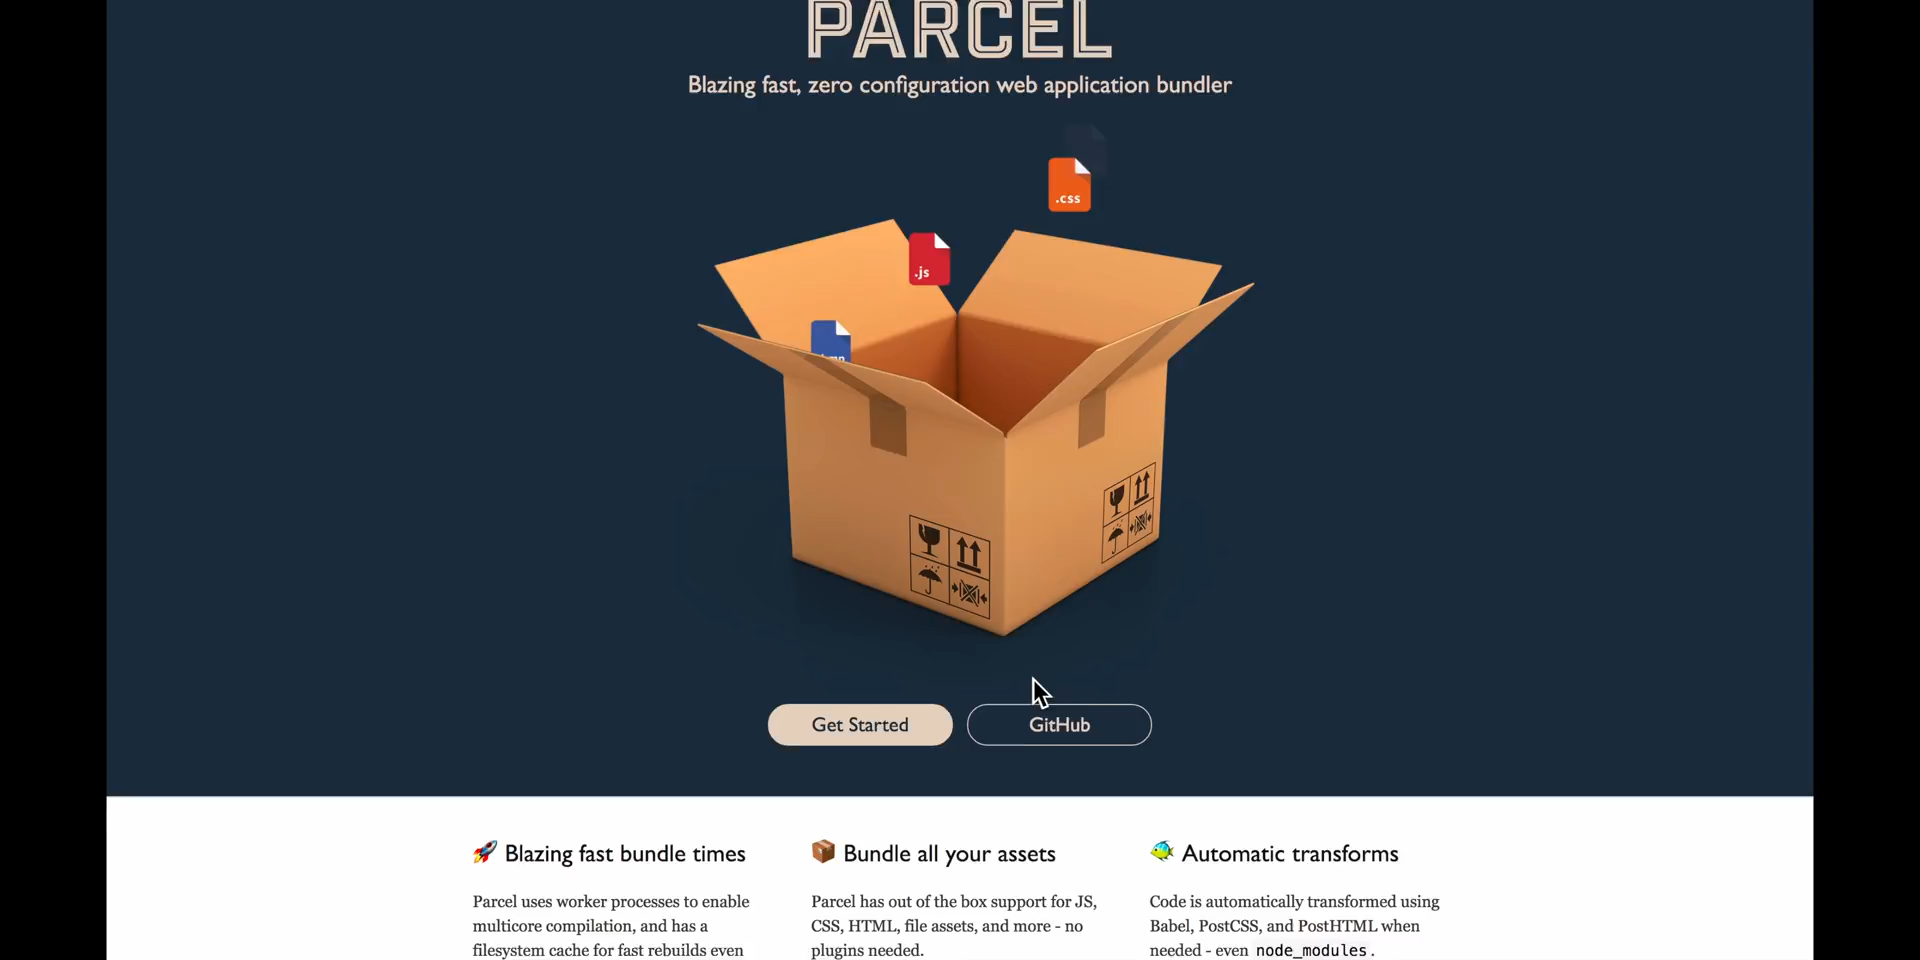 PARCEL
Blazing fast, zero configuration web application bundler
.css
.js
Get Started
GitHub
🚀 Blazing fast bundle times
Parcel uses worker processes to enable
multicore compilation, and has a
filesystem cache for fast rebuilds even
📦 Bundle all your assets
Parcel has out of the box support for JS,
CSS, HTML, file assets, and more - no
plugins needed.
🐠 Automatic transforms
Code is automatically transformed using
Babel, PostCSS, and PostHTML when
needed - even node_modules.